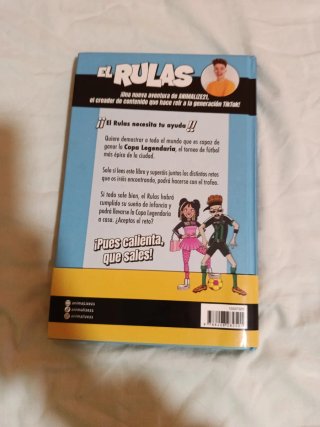 EL RULAS
¡Una nueva aventura de ANIMALIZE21,
el creador de contenido que hace reír a la generación TikTok!
¡¡El Rulas necesita tu ayuda!!
Quiere demostrar a todo el mundo que es capaz de
ganar la Copa Legendaria, el torneo de fútbol
más épico de la ciudad.
Solo si lees este libro y superáis juntos los distintos retos
que os iréis encontrando, podrá hacerse con el trofeo.
Si todo sale bien, el Rulas habrá
cumplido su sueño de infancia y
podrá llevarse la Copa Legendaria
a casa. ¿Aceptas el reto?
¡Pues calienta,
que sales!